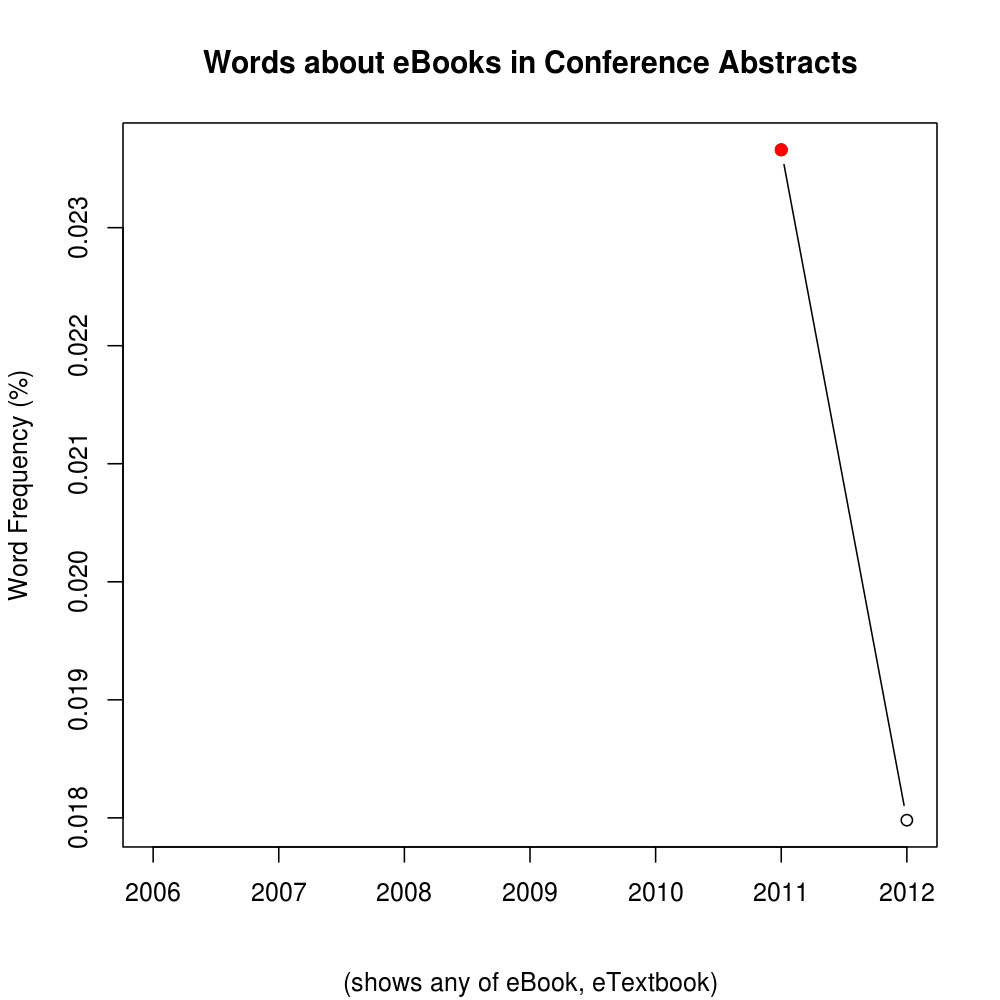 Words about eBooks in Conference Abstracts
Word Frequency (%)
0.023
0.022
0.021
0.020
0.019
0.018
2006 2007 2008 2009 2010 2011 2012
(shows any of eBook, eTextbook)